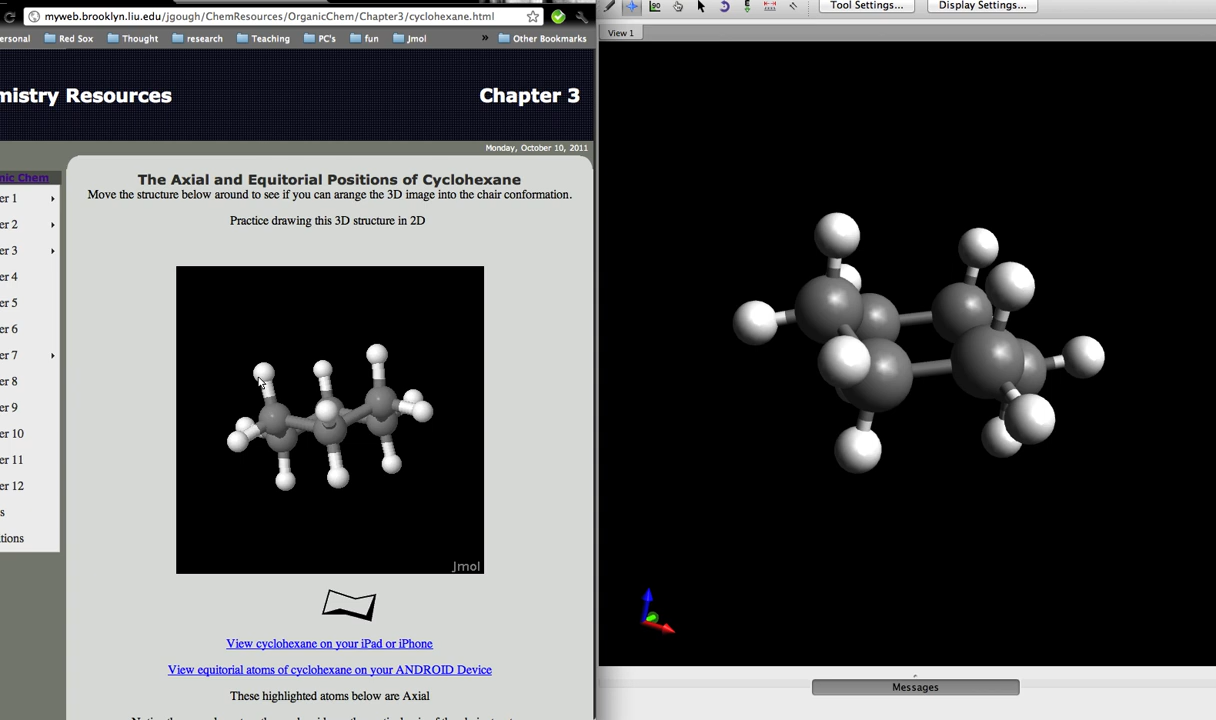 myweb.brooklyn.liu.edu/jgough/ChemResources/OrganicChem/Chapter3/cyclohexane.html
Tool Settings...
Display Settings...
ersonal
Red Sox
Thought
research
Teaching
PC's
fun
Jmol
»
Other Bookmarks
View 1
mistry Resources
Chapter 3
Monday, October 10, 2011
nic Chem
er 1
er 2
er 3
er 4
er 5
er 6
er 7
er 8
er 9
er 10
er 11
er 12
s
tions
The Axial and Equitorial Positions of Cyclohexane
Move the structure below around to see if you can arange the 3D image into the chair conformation.
Practice drawing this 3D structure in 2D
Jmol
View cyclohexane on your iPad or iPhone
View equitorial atoms of cyclohexane on your ANDROID Device
These highlighted atoms below are Axial
Messages